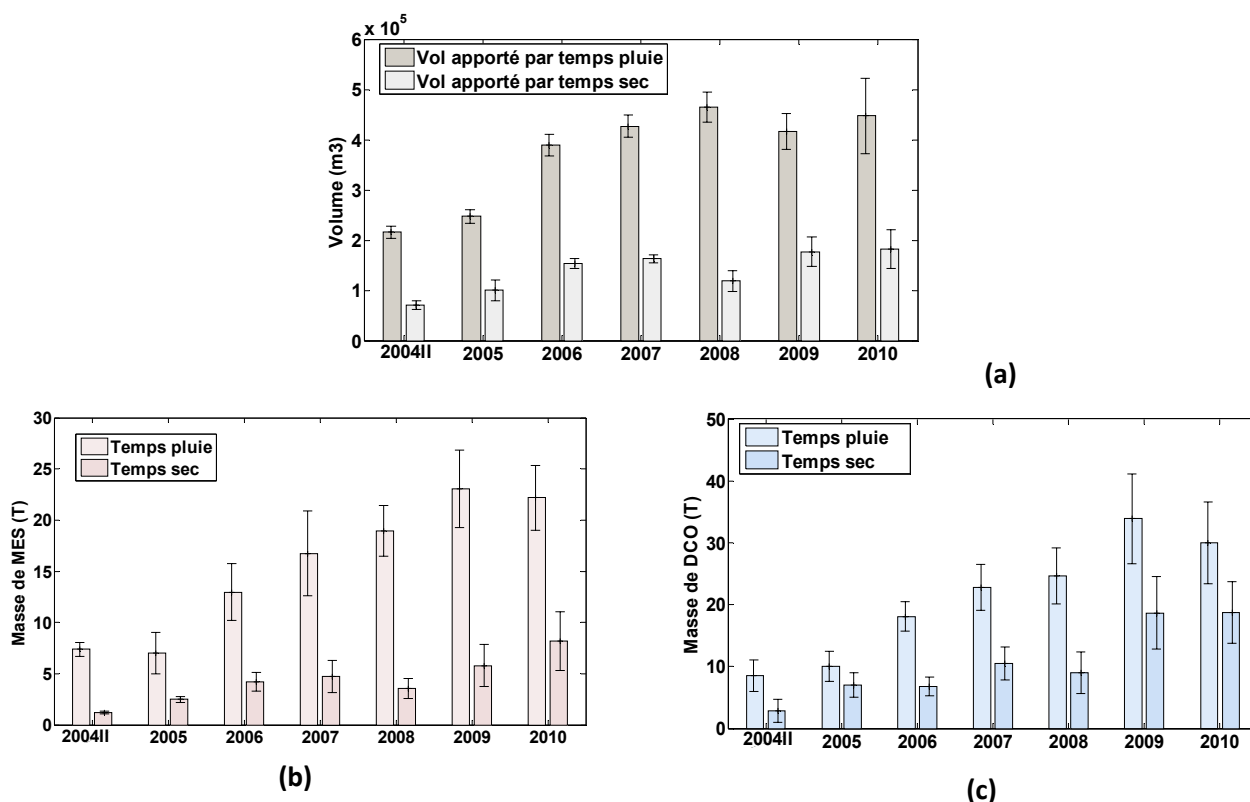 x 10^5
6
5
4
3
2
1
0
Volume (m3)
Vol apporté par temps pluie
Vol apporté par temps sec
2004II 2005 2006 2007 2008 2009 2010
(a)
30
25
20
15
10
5
0
Masse de MES (T)
Temps pluie
Temps sec
2004II 2005 2006 2007 2008 2009 2010
(b)
50
40
30
20
10
0
Masse de DCO (T)
Temps pluie
Temps sec
2004II 2005 2006 2007 2008 2009 2010
(c)